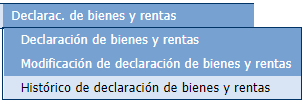 Declarac. de bienes y rentas
Declaración de bienes y rentas
Modificación de declaración de bienes y rentas
Histórico de declaración de bienes y rentas